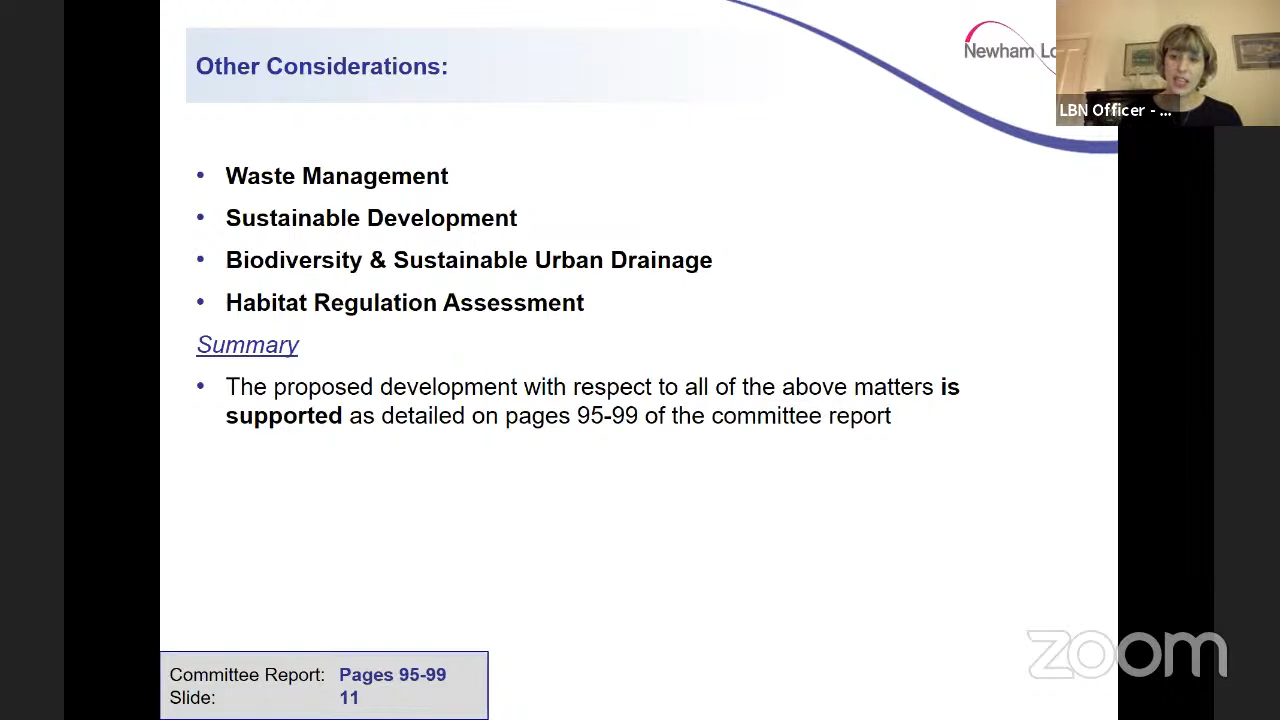 Other Considerations:
Newham Lo
LBN Officer - ...
• Waste Management
• Sustainable Development
• Biodiversity & Sustainable Urban Drainage
• Habitat Regulation Assessment
Summary
• The proposed development with respect to all of the above matters is
supported as detailed on pages 95-99 of the committee report
Committee Report: Pages 95-99
Slide: 11
zoom